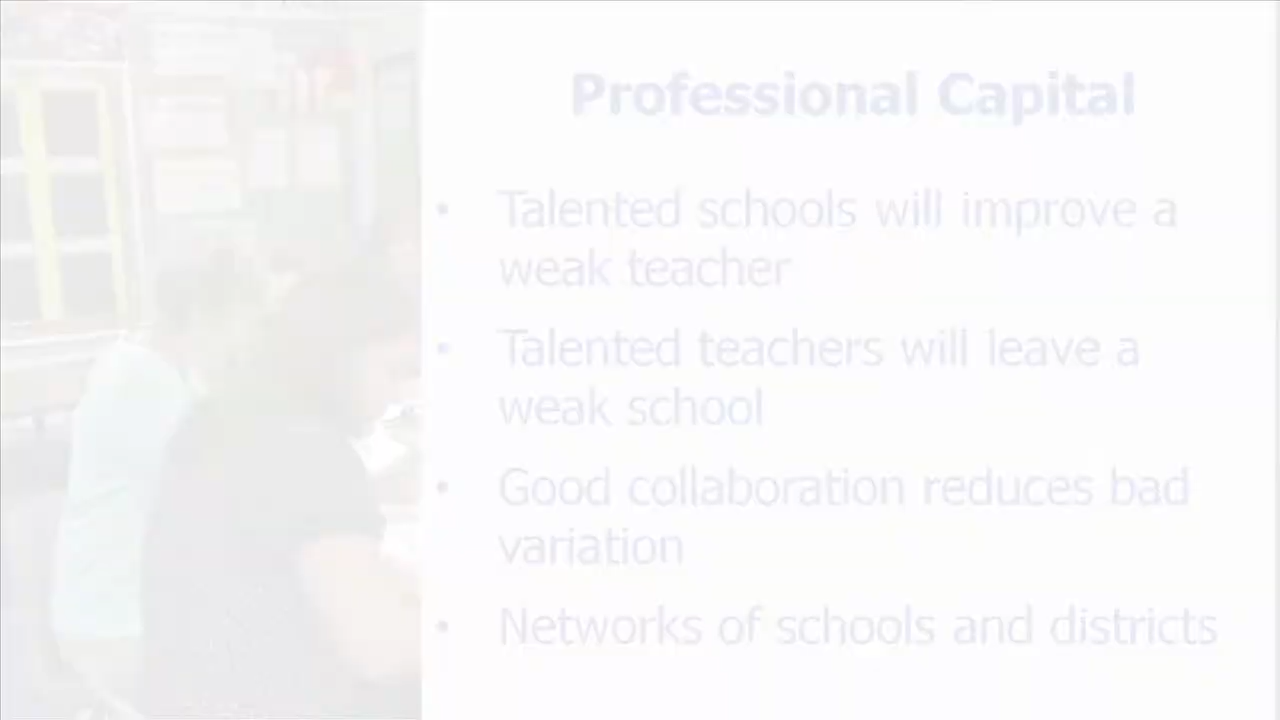 Professional Capital
• Talented schools will improve a
weak teacher
• Talented teachers will leave a
weak school
• Good collaboration reduces bad
variation
• Networks of schools and districts